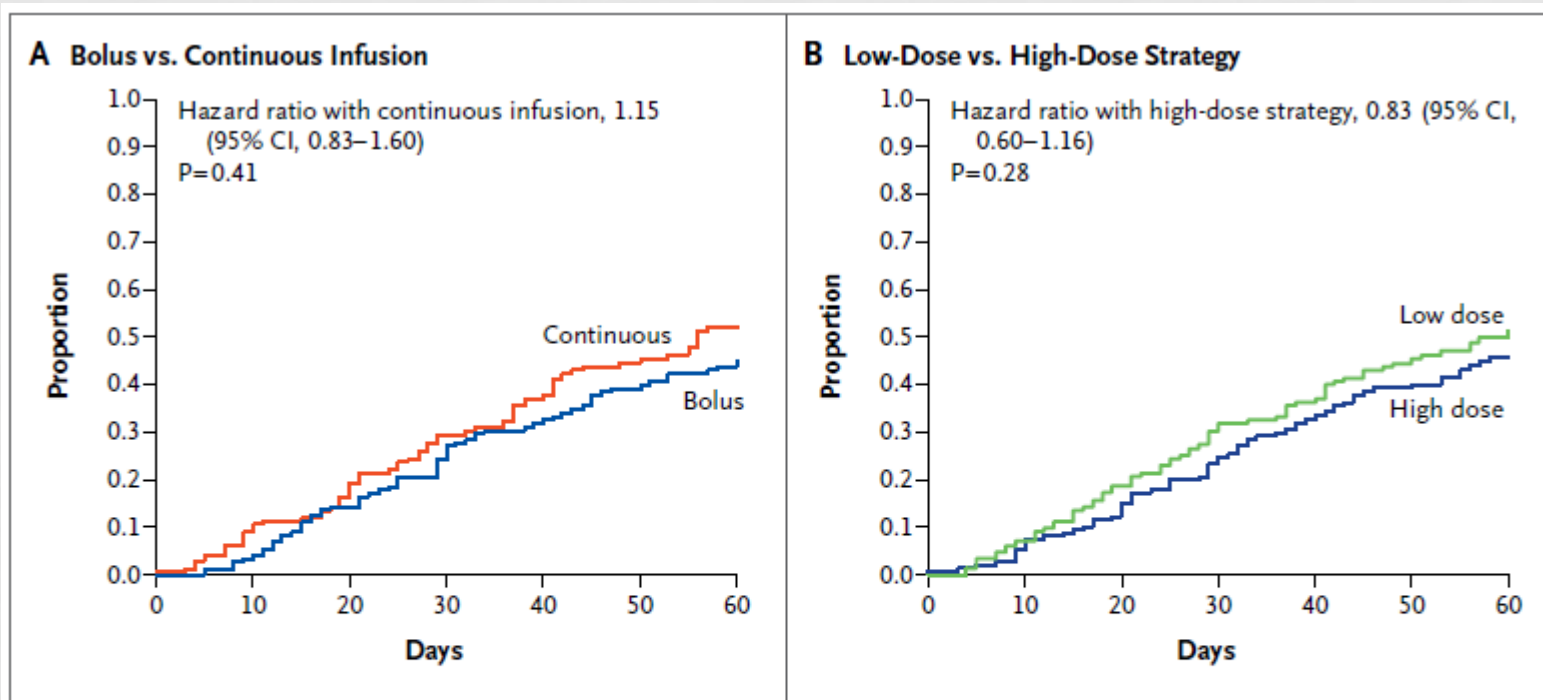 A Bolus vs. Continuous Infusion
Hazard ratio with continuous infusion, 1.15
(95% CI, 0.83–1.60)
P=0.41
1.0
0.9
0.8
0.7
0.6
0.5
0.4
0.3
0.2
0.1
0.0
Proportion
Continuous
Bolus
0 10 20 30 40 50 60
Days
B Low-Dose vs. High-Dose Strategy
Hazard ratio with high-dose strategy, 0.83 (95% CI,
0.60–1.16)
P=0.28
1.0
0.9
0.8
0.7
0.6
0.5
0.4
0.3
0.2
0.1
0.0
Proportion
Low dose
High dose
0 10 20 30 40 50 60
Days